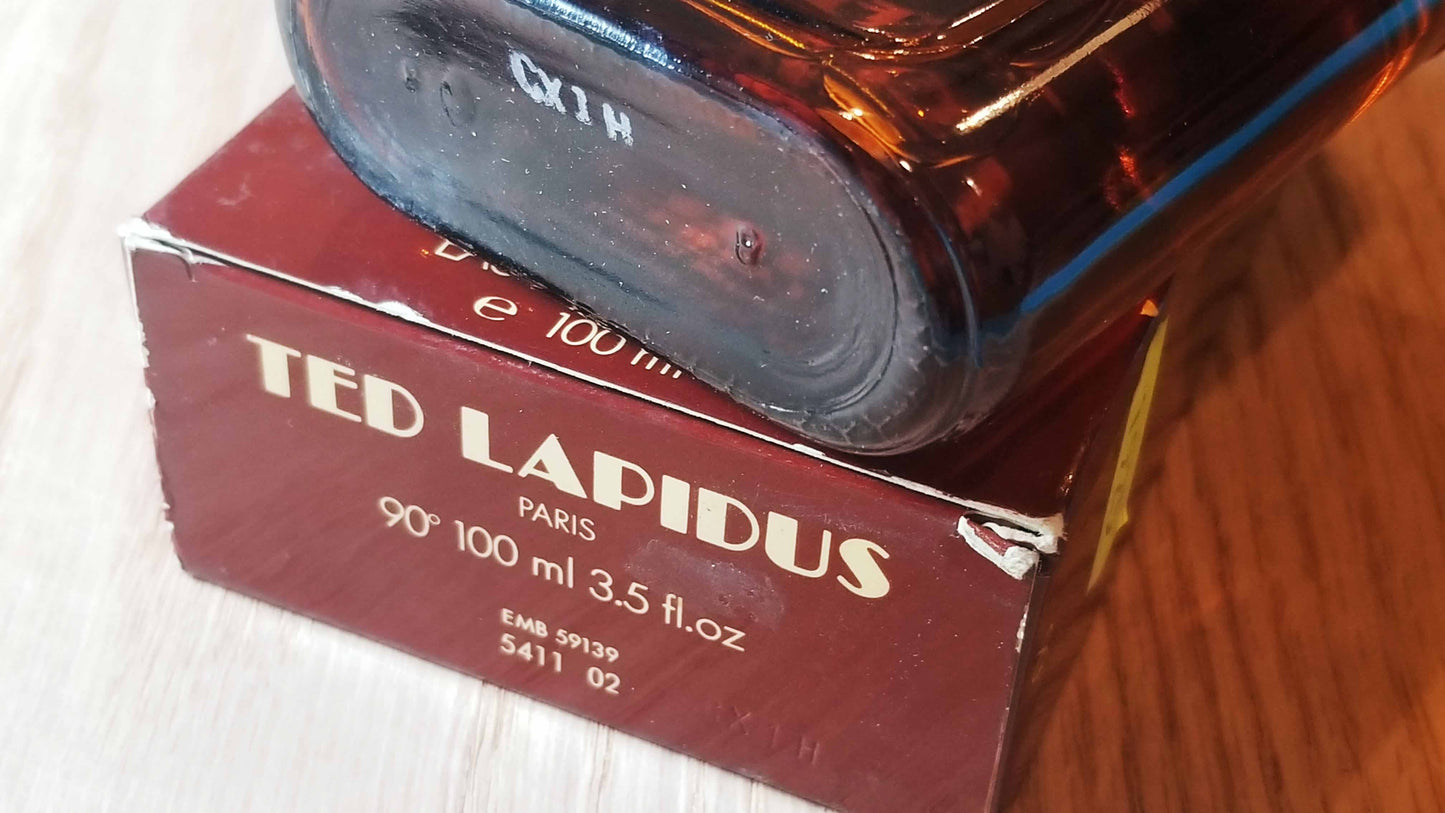 CX1H
e 100 ml
TED LAPIDUS
PARIS
90° 100 ml 3.5 fl.oz
EMB 59139
5411 02